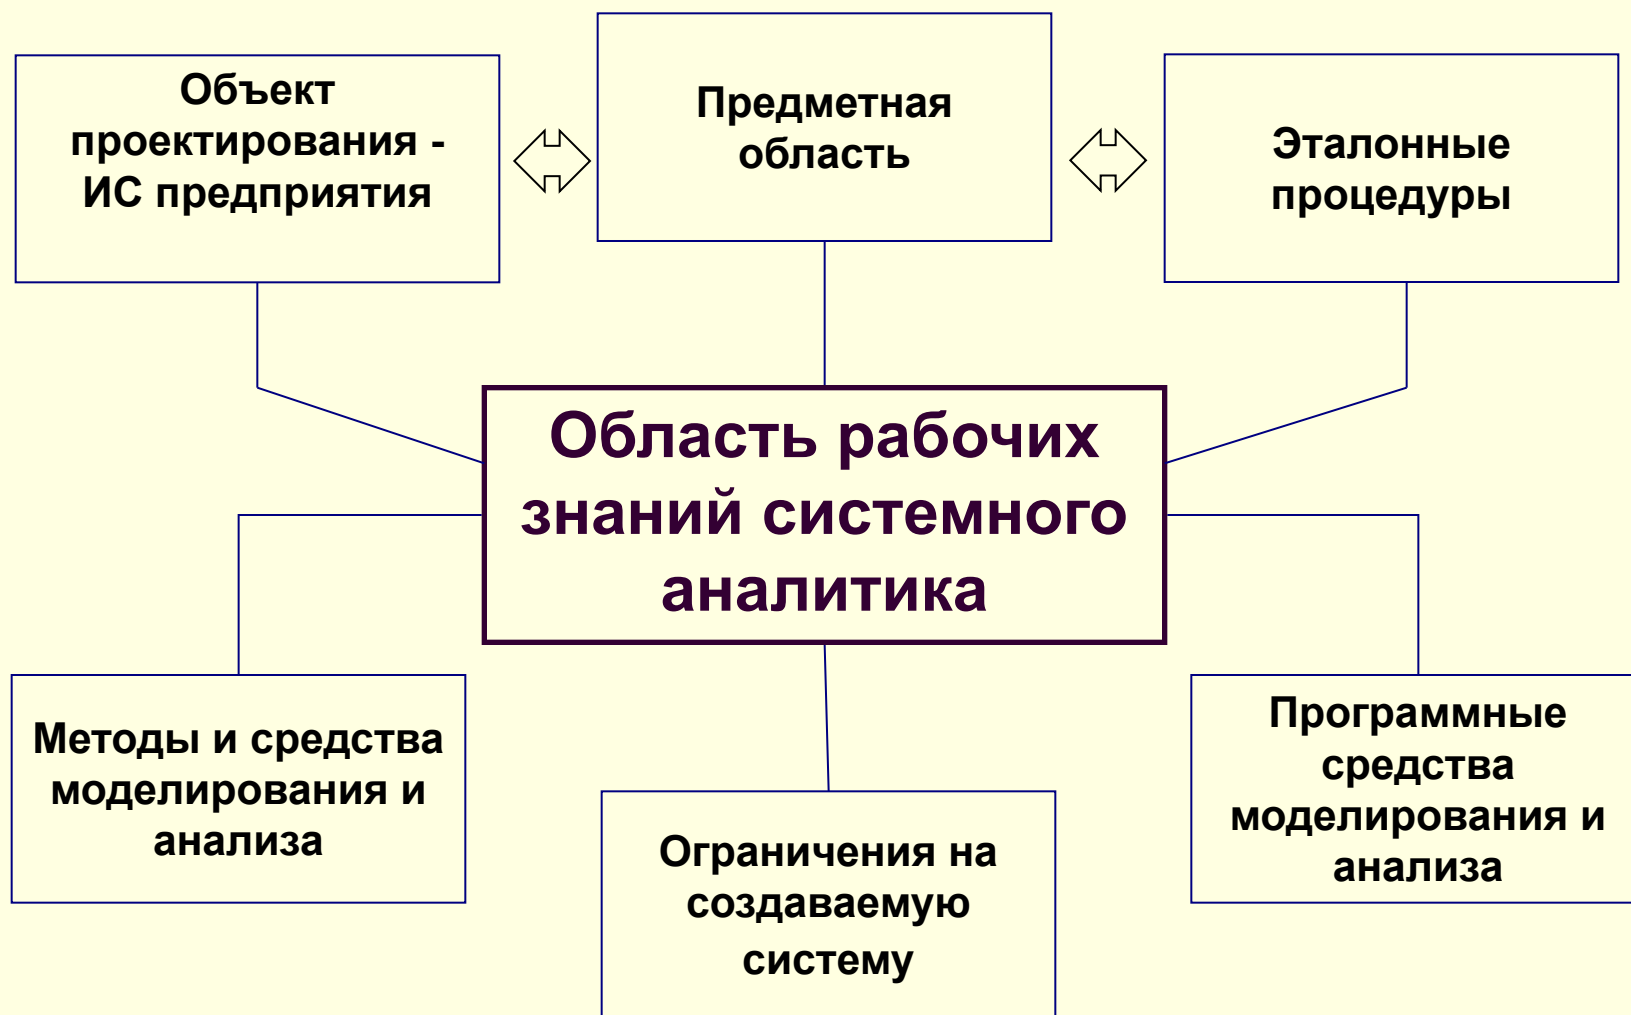 Объект
проектирования -
ИС предприятия
Предметная
область
Эталонные
процедуры
Область рабочих
знаний системного
аналитика
Методы и средства
моделирования и
анализа
Ограничения на
создаваемую
систему
Программные
средства
моделирования и
анализа